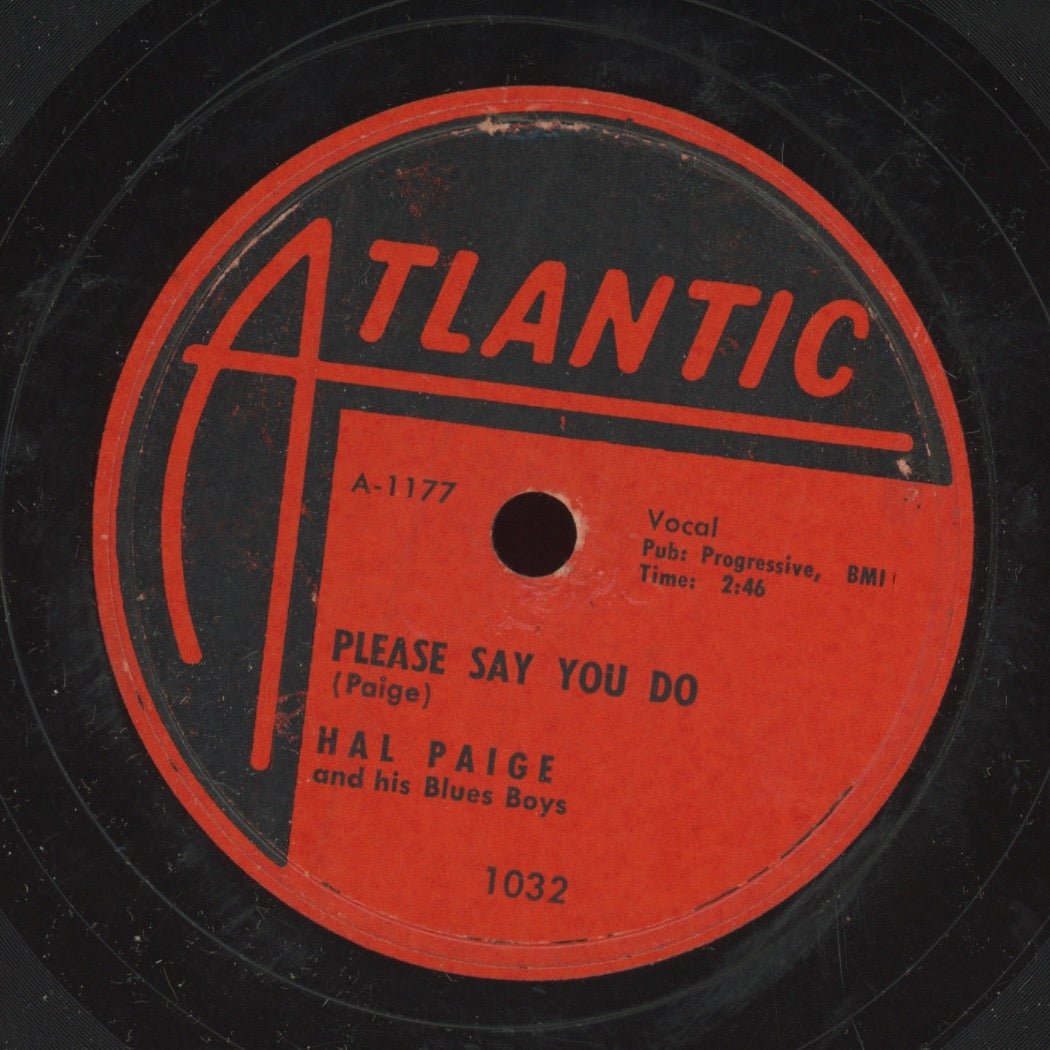 ATLANTIC
A-1177
Vocal
Pub: Progressive, BMI
Time: 2:46
PLEASE SAY YOU DO
(Paige)
HAL PAIGE
and his Blues Boys
1032